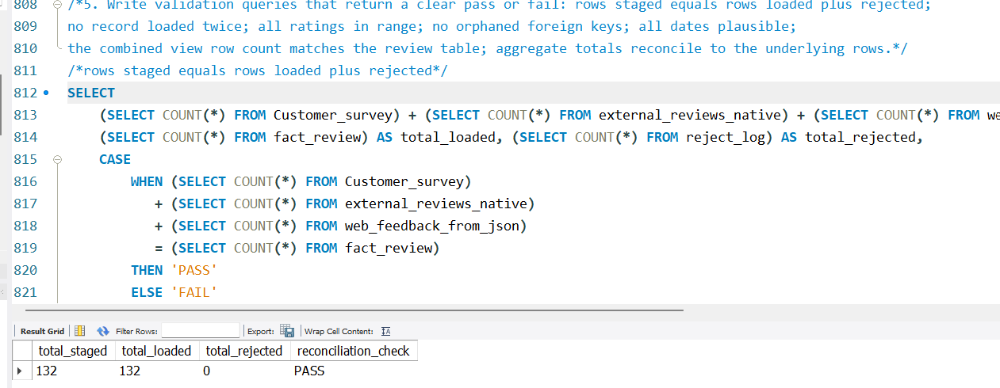 808 /*5. Write validation queries that return a clear pass or fail: rows staged equals rows loaded plus rejected;
809 no record loaded twice; all ratings in range; no orphaned foreign keys; all dates plausible;
810 the combined view row count matches the review table; aggregate totals reconcile to the underlying rows.*/
811 /*rows staged equals rows loaded plus rejected*/
812 SELECT
813 (SELECT COUNT(*) FROM Customer_survey) + (SELECT COUNT(*) FROM external_reviews_native) + (SELECT COUNT(*) FROM we
814 (SELECT COUNT(*) FROM fact_review) AS total_loaded, (SELECT COUNT(*) FROM reject_log) AS total_rejected,
815 CASE
816 WHEN (SELECT COUNT(*) FROM Customer_survey)
817 + (SELECT COUNT(*) FROM external_reviews_native)
818 + (SELECT COUNT(*) FROM web_feedback_from_json)
819 = (SELECT COUNT(*) FROM fact_review)
820 THEN 'PASS'
821 ELSE 'FAIL'
Result Grid Filter Rows: Export: Wrap Cell Content:
total_staged total_loaded total_rejected reconciliation_check
132 132 0 PASS